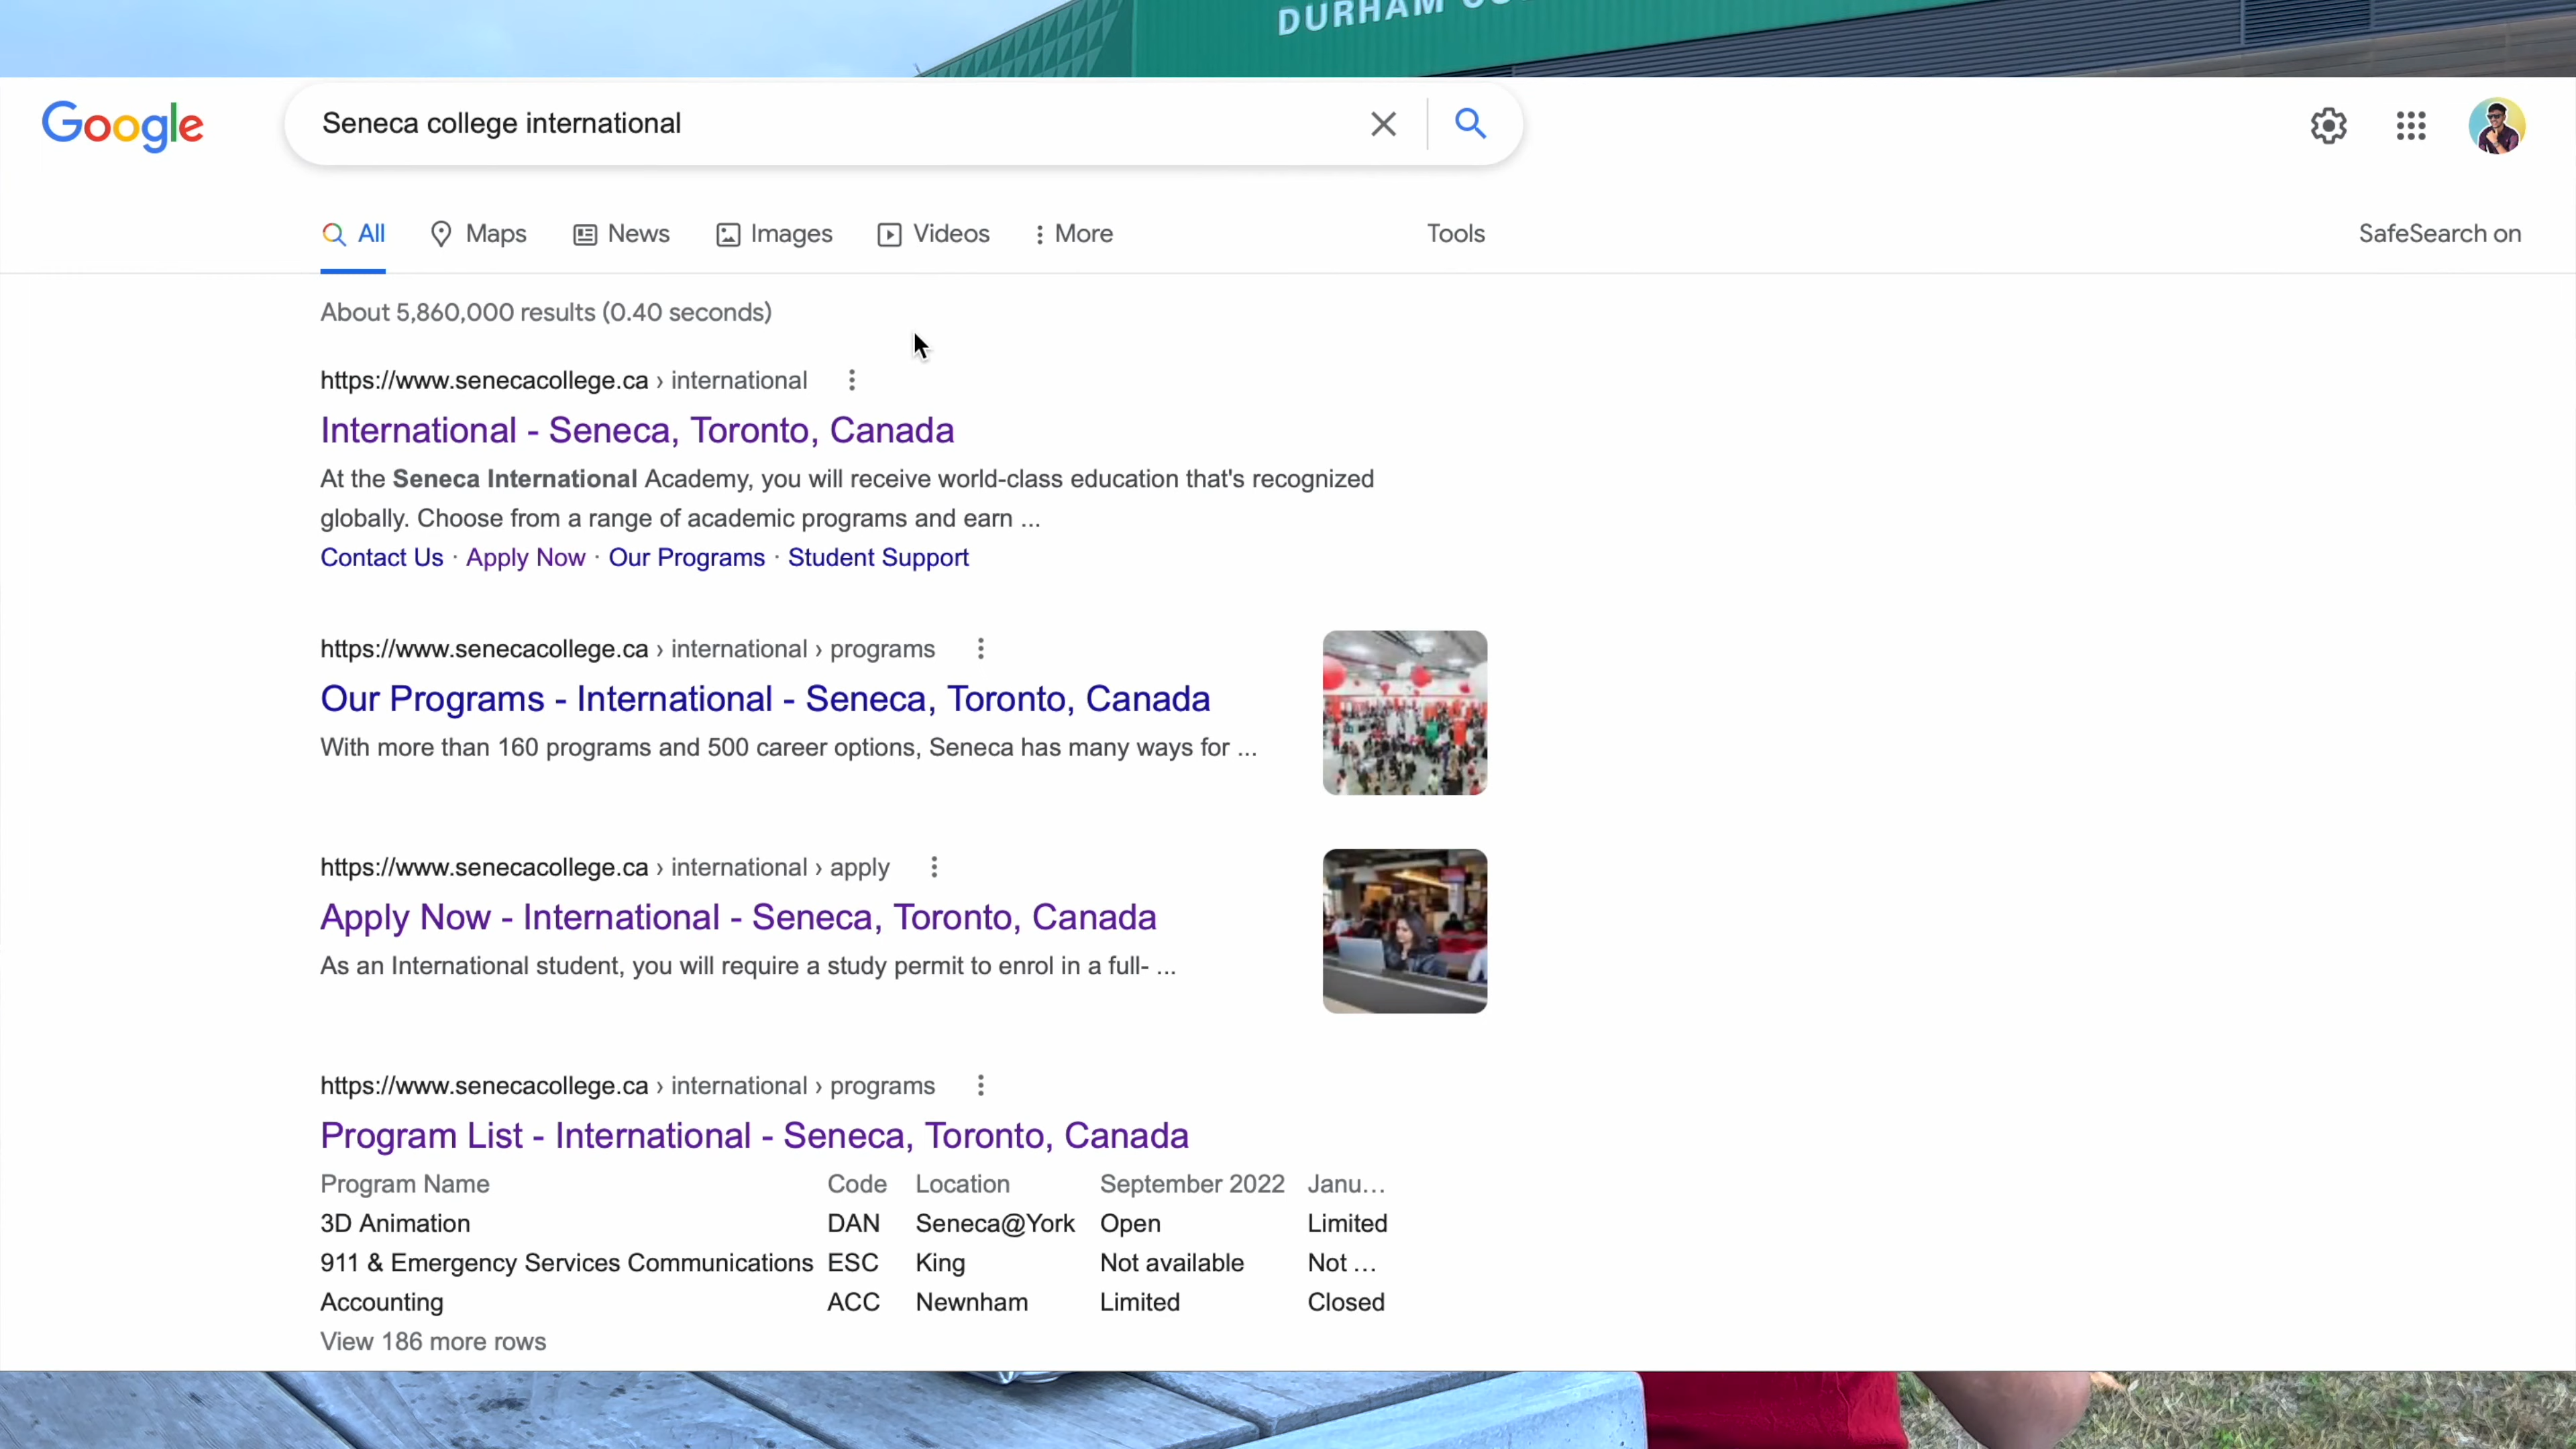 DURHAM
Google
Seneca college international
All Maps News Images Videos More Tools SafeSearch on
About 5,860,000 results (0.40 seconds)
https://www.senecacollege.ca › international
International - Seneca, Toronto, Canada
At the Seneca International Academy, you will receive world-class education that's recognized
globally. Choose from a range of academic programs and earn ...
Contact Us · Apply Now · Our Programs · Student Support
https://www.senecacollege.ca › international › programs
Our Programs - International - Seneca, Toronto, Canada
With more than 160 programs and 500 career options, Seneca has many ways for ...
https://www.senecacollege.ca › international › apply
Apply Now - International - Seneca, Toronto, Canada
As an International student, you will require a study permit to enrol in a full- ...
https://www.senecacollege.ca › international › programs
Program List - International - Seneca, Toronto, Canada
Program Name Code Location September 2022 Janu...
3D Animation DAN Seneca@York Open Limited
911 & Emergency Services Communications ESC King Not available Not ...
Accounting ACC Newnham Limited Closed
View 186 more rows